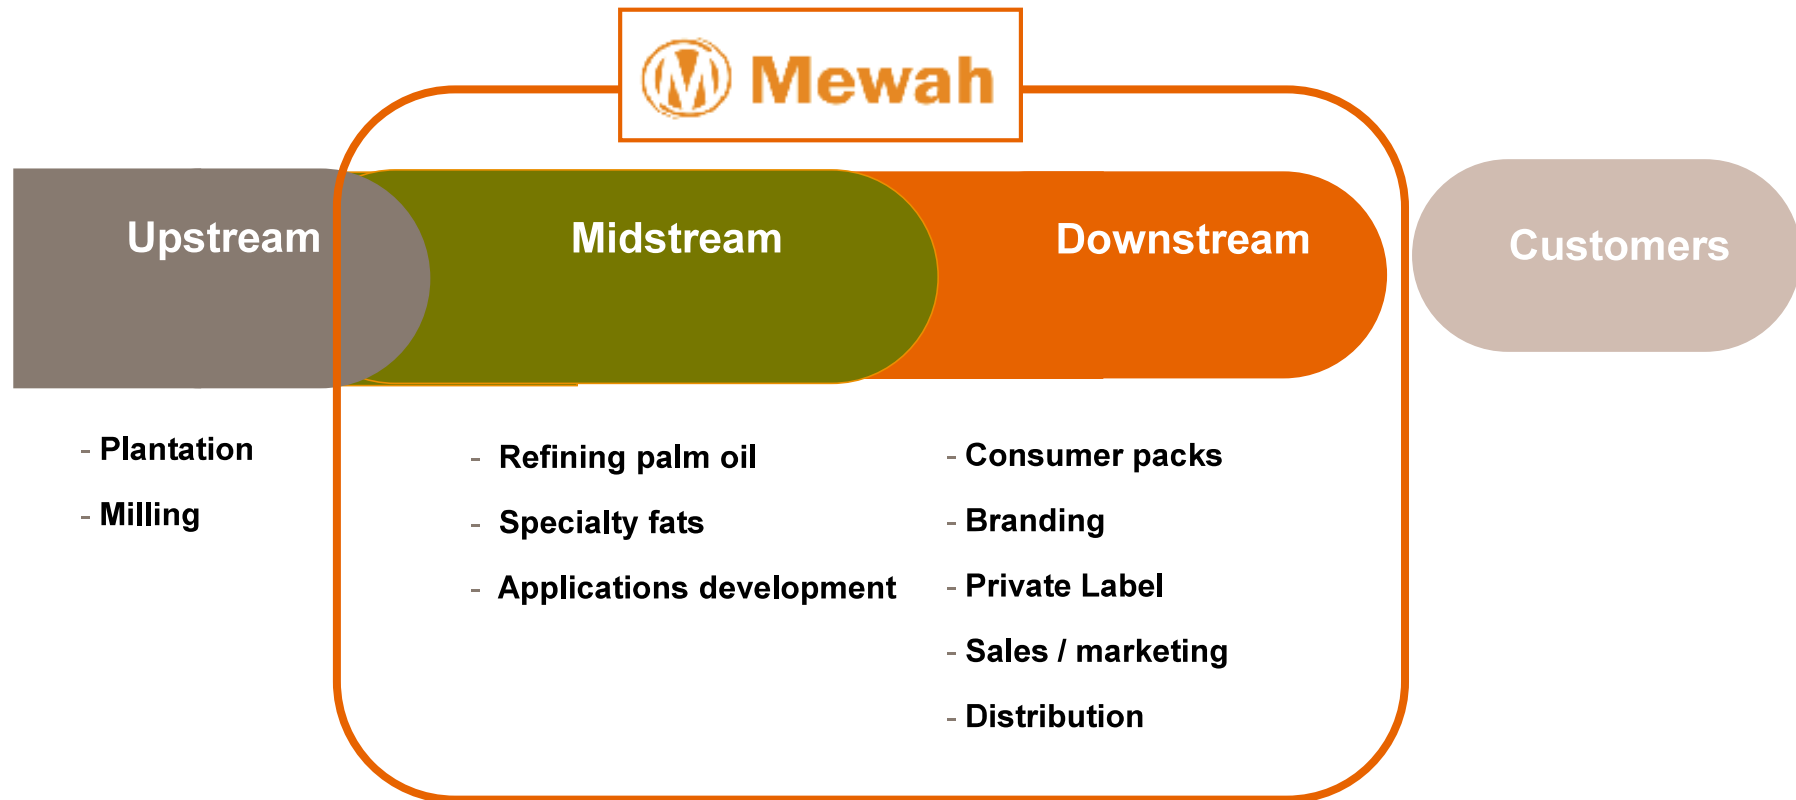 Mewah
Upstream
Midstream
Downstream
Customers
- Plantation
- Milling
- Refining palm oil
- Specialty fats
- Applications development
- Consumer packs
- Branding
- Private Label
- Sales / marketing
- Distribution